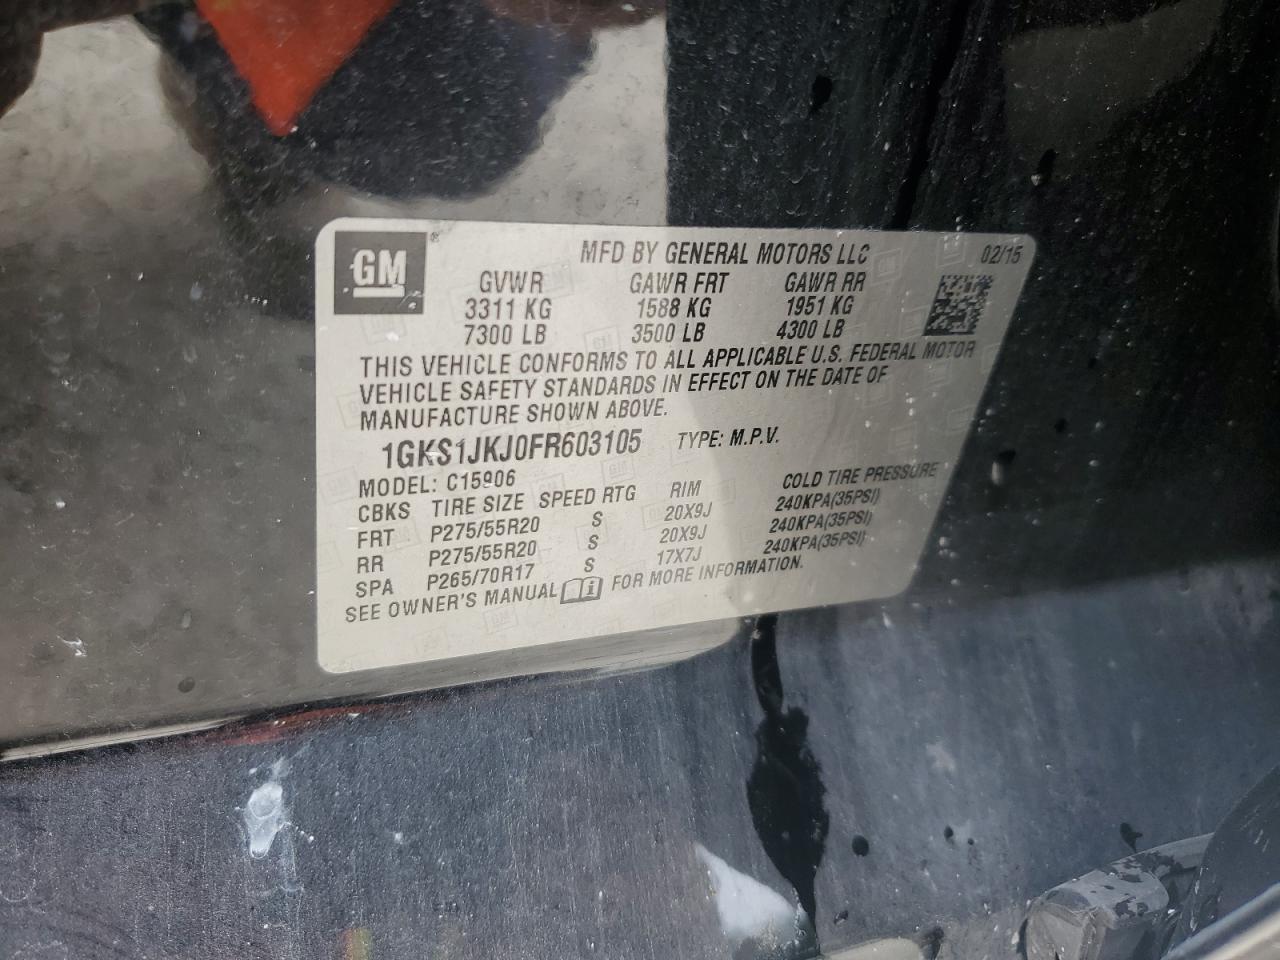 GM®
MFD BY GENERAL MOTORS LLC 02/15
GVWR GAWR FRT GAWR RR
3311 KG 1588 KG 1951 KG
7300 LB 3500 LB 4300 LB
THIS VEHICLE CONFORMS TO ALL APPLICABLE U.S. FEDERAL MOTOR
VEHICLE SAFETY STANDARDS IN EFFECT ON THE DATE OF
MANUFACTURE SHOWN ABOVE.
1GKS1JKJ0FR603105 TYPE: M.P.V.
MODEL: C15906
CBKS TIRE SIZE SPEED RTG RIM COLD TIRE PRESSURE
FRT P275/55R20 S 20X9J 240KPA(35PSI)
RR P275/55R20 S 20X9J 240KPA(35PSI)
SPA P265/70R17 S 17X7J 240KPA(35PSI)
SEE OWNER'S MANUAL FOR MORE INFORMATION.